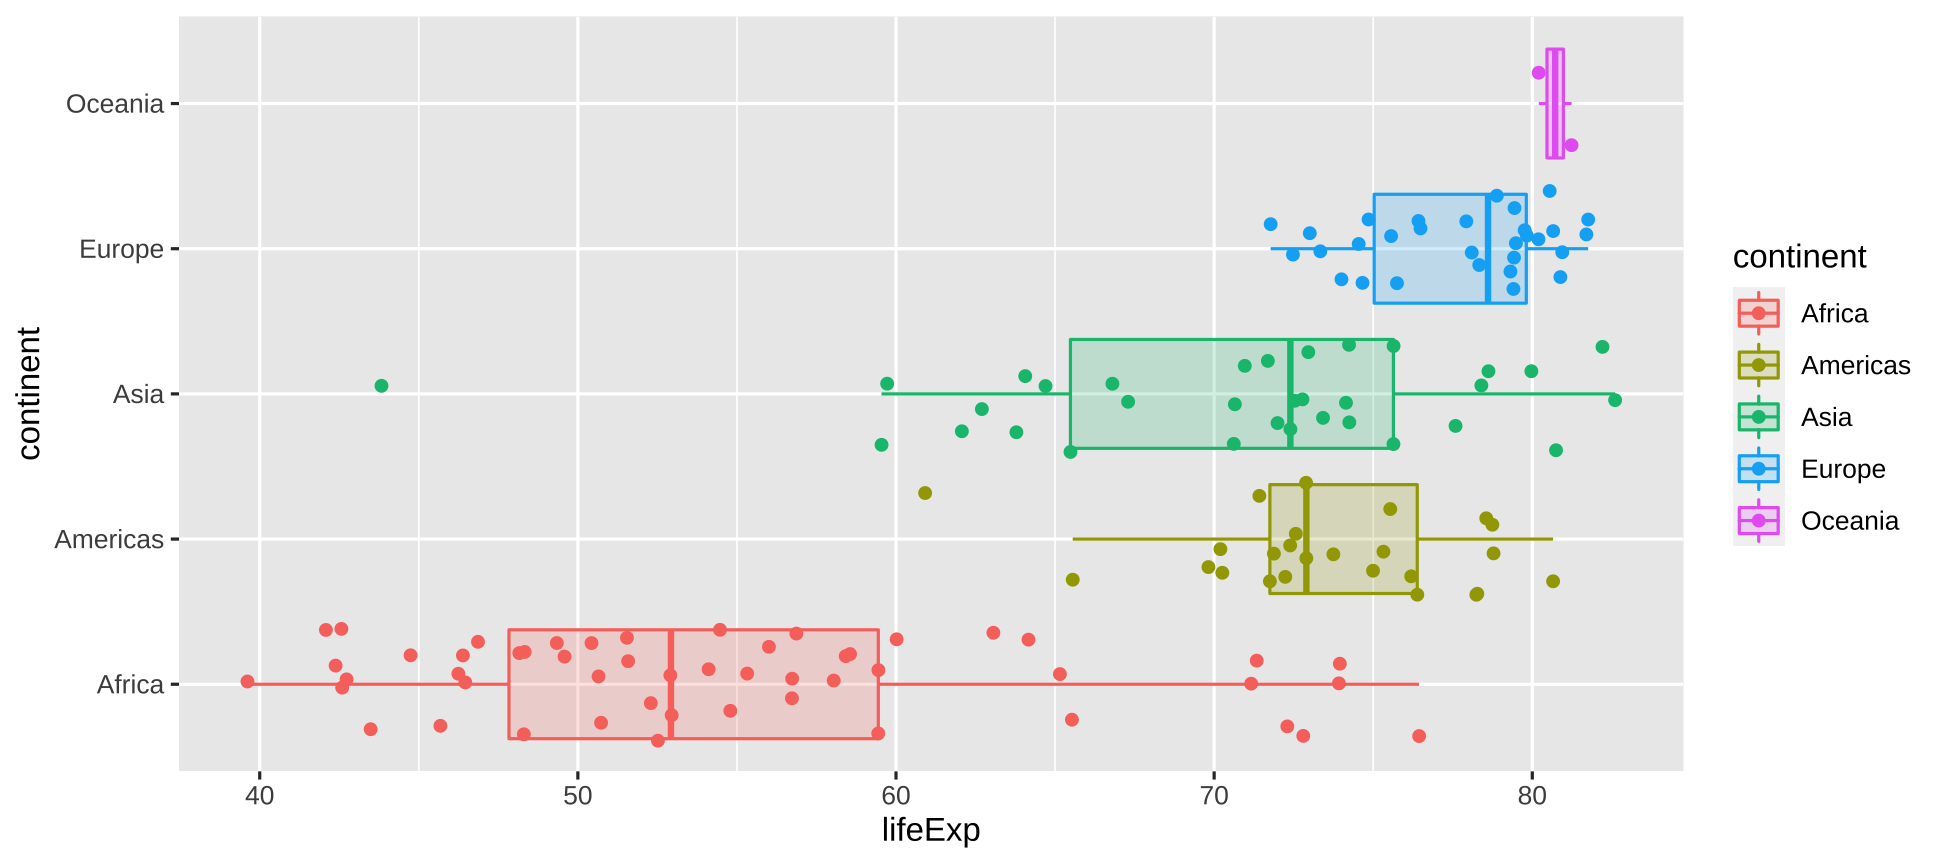 Oceania
Europe
Asia
Americas
Africa
continent
40 50 60 70 80
lifeExp
continent
Africa
Americas
Asia
Europe
Oceania